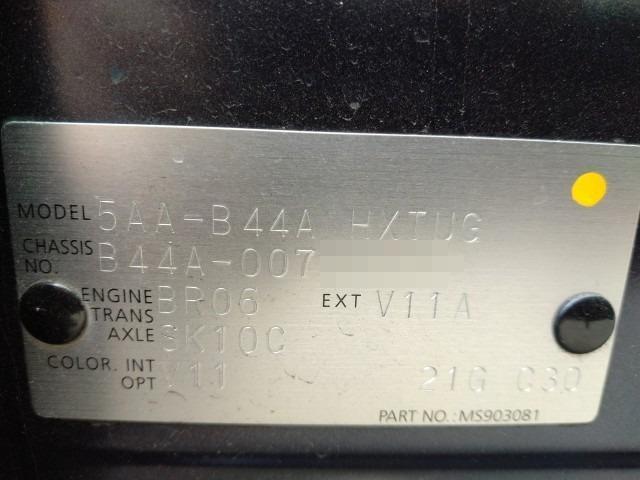 MODEL 5AA-B44A HXTUG
CHASSIS NO. B44A-007
ENGINE BR06 EXT V11A
TRANS AXLE SK10C
COLOR. INT V11
OPT 21G C30
PART NO.:MS903081